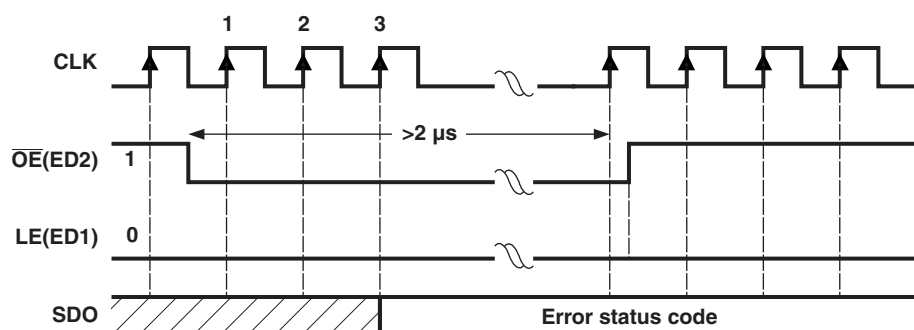 1 2 3
CLK
>2 µs
OE(ED2) 1
LE(ED1) 0
SDO Error status code